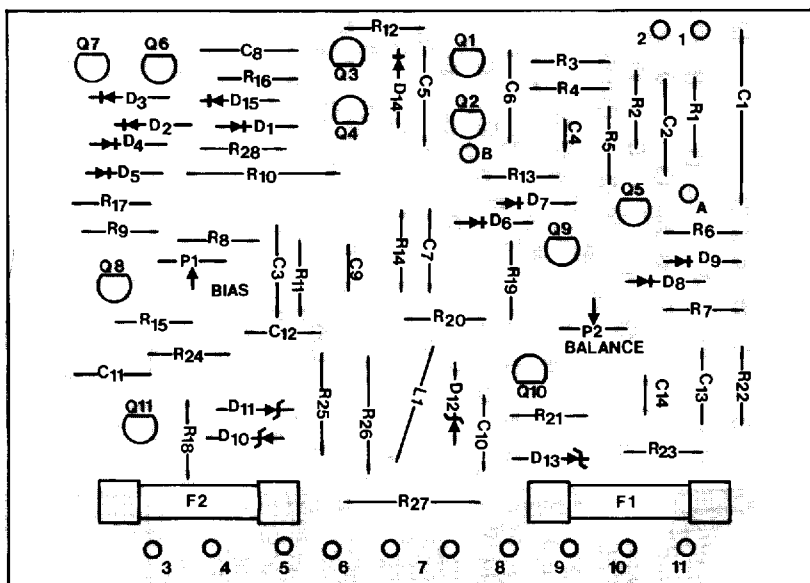 R12
2 1
Q7 Q6 C8 Q3 Q1 R3
R16 D14 C5 C6 R4 R2 R1 C1
D3 D15 Q4 Q2 C4 R5 C2
D2 D1
D4 R28 B
D5 R10 R13 Q5
R17 D7 A
R9 R8 D6 Q9 R6
P1 C3 R11 C9 R14 C7 R19 D9
Q8 BIAS D8
R15 R20 R7
C12 P2
R24 BALANCE
C11 R25 R26 L1 D12 Q10 C14 C13 R22
Q11 D11 C10 R21
R18 D10 R23
D13
F2 R27 F1
3 4 5 6 7 8 9 10 11